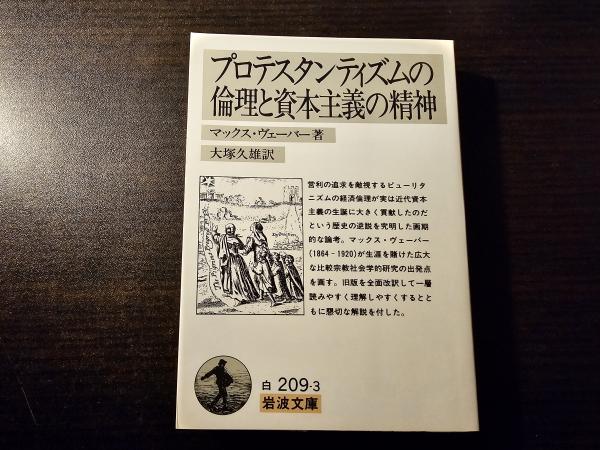 プロテスタンティズムの
倫理と資本主義の精神
マックス・ヴェーバー著
大塚久雄訳
営利の追求を敵視するピューリタ
ニズムの経済倫理が実は近代資本
主義の生誕に大きく貢献したのだ
という歴史の逆説を究明した画期
的な論考。マックス・ヴェーバー
(1864‐1920)が生涯を賭けた広大
な比較宗教社会学的研究の出発点
を画す。旧版を全面改訳して一層
読みやすく理解しやすくするとと
もに懇切な解説を付した。
白 209-3
岩波文庫